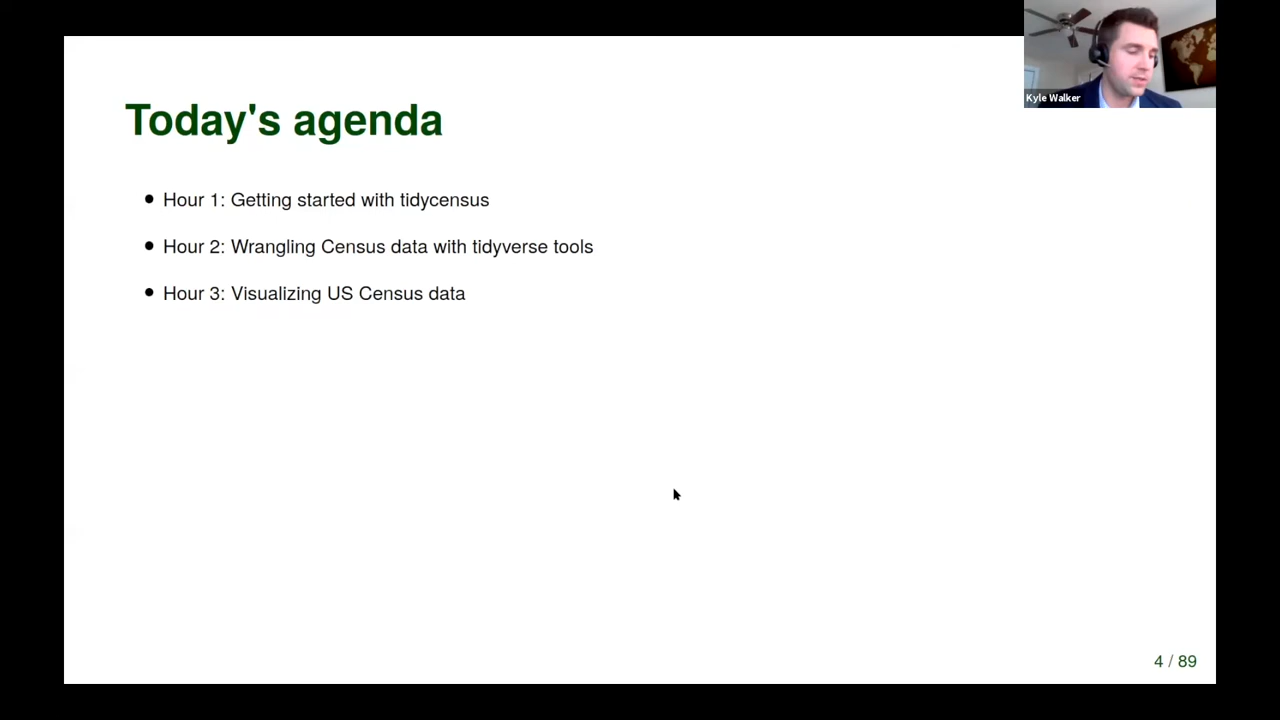 Kyle Walker
Today's agenda
Hour 1: Getting started with tidycensus
Hour 2: Wrangling Census data with tidyverse tools
Hour 3: Visualizing US Census data
4 / 89